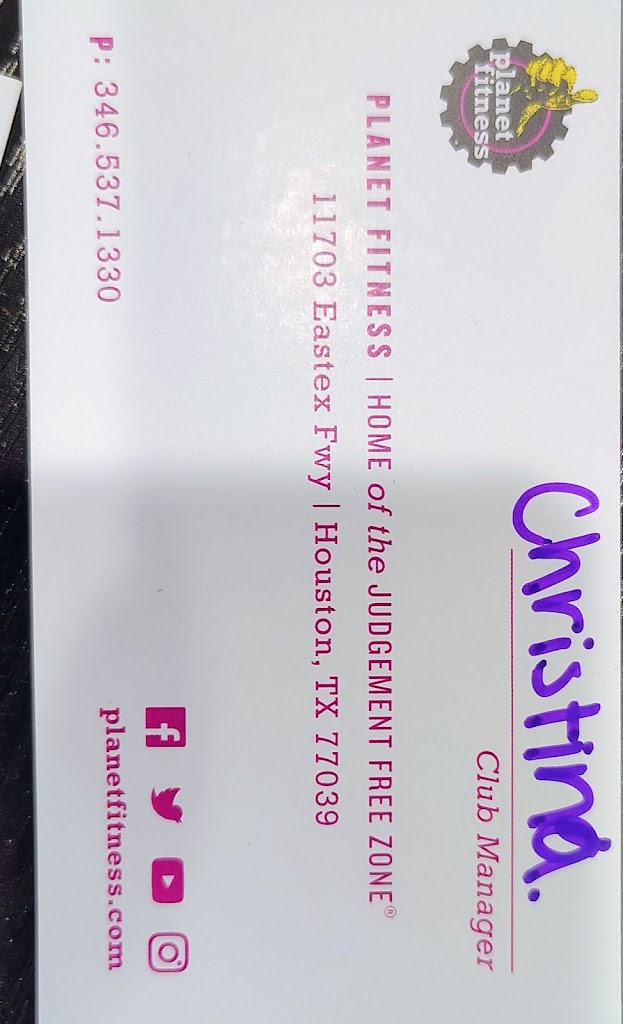 planet
fitness
Christina.
Club Manager
PLANET FITNESS | HOME of the JUDGEMENT FREE ZONE®
11703 Eastex Fwy | Houston, TX 77039
P: 346.537.1330
planetfitness.com